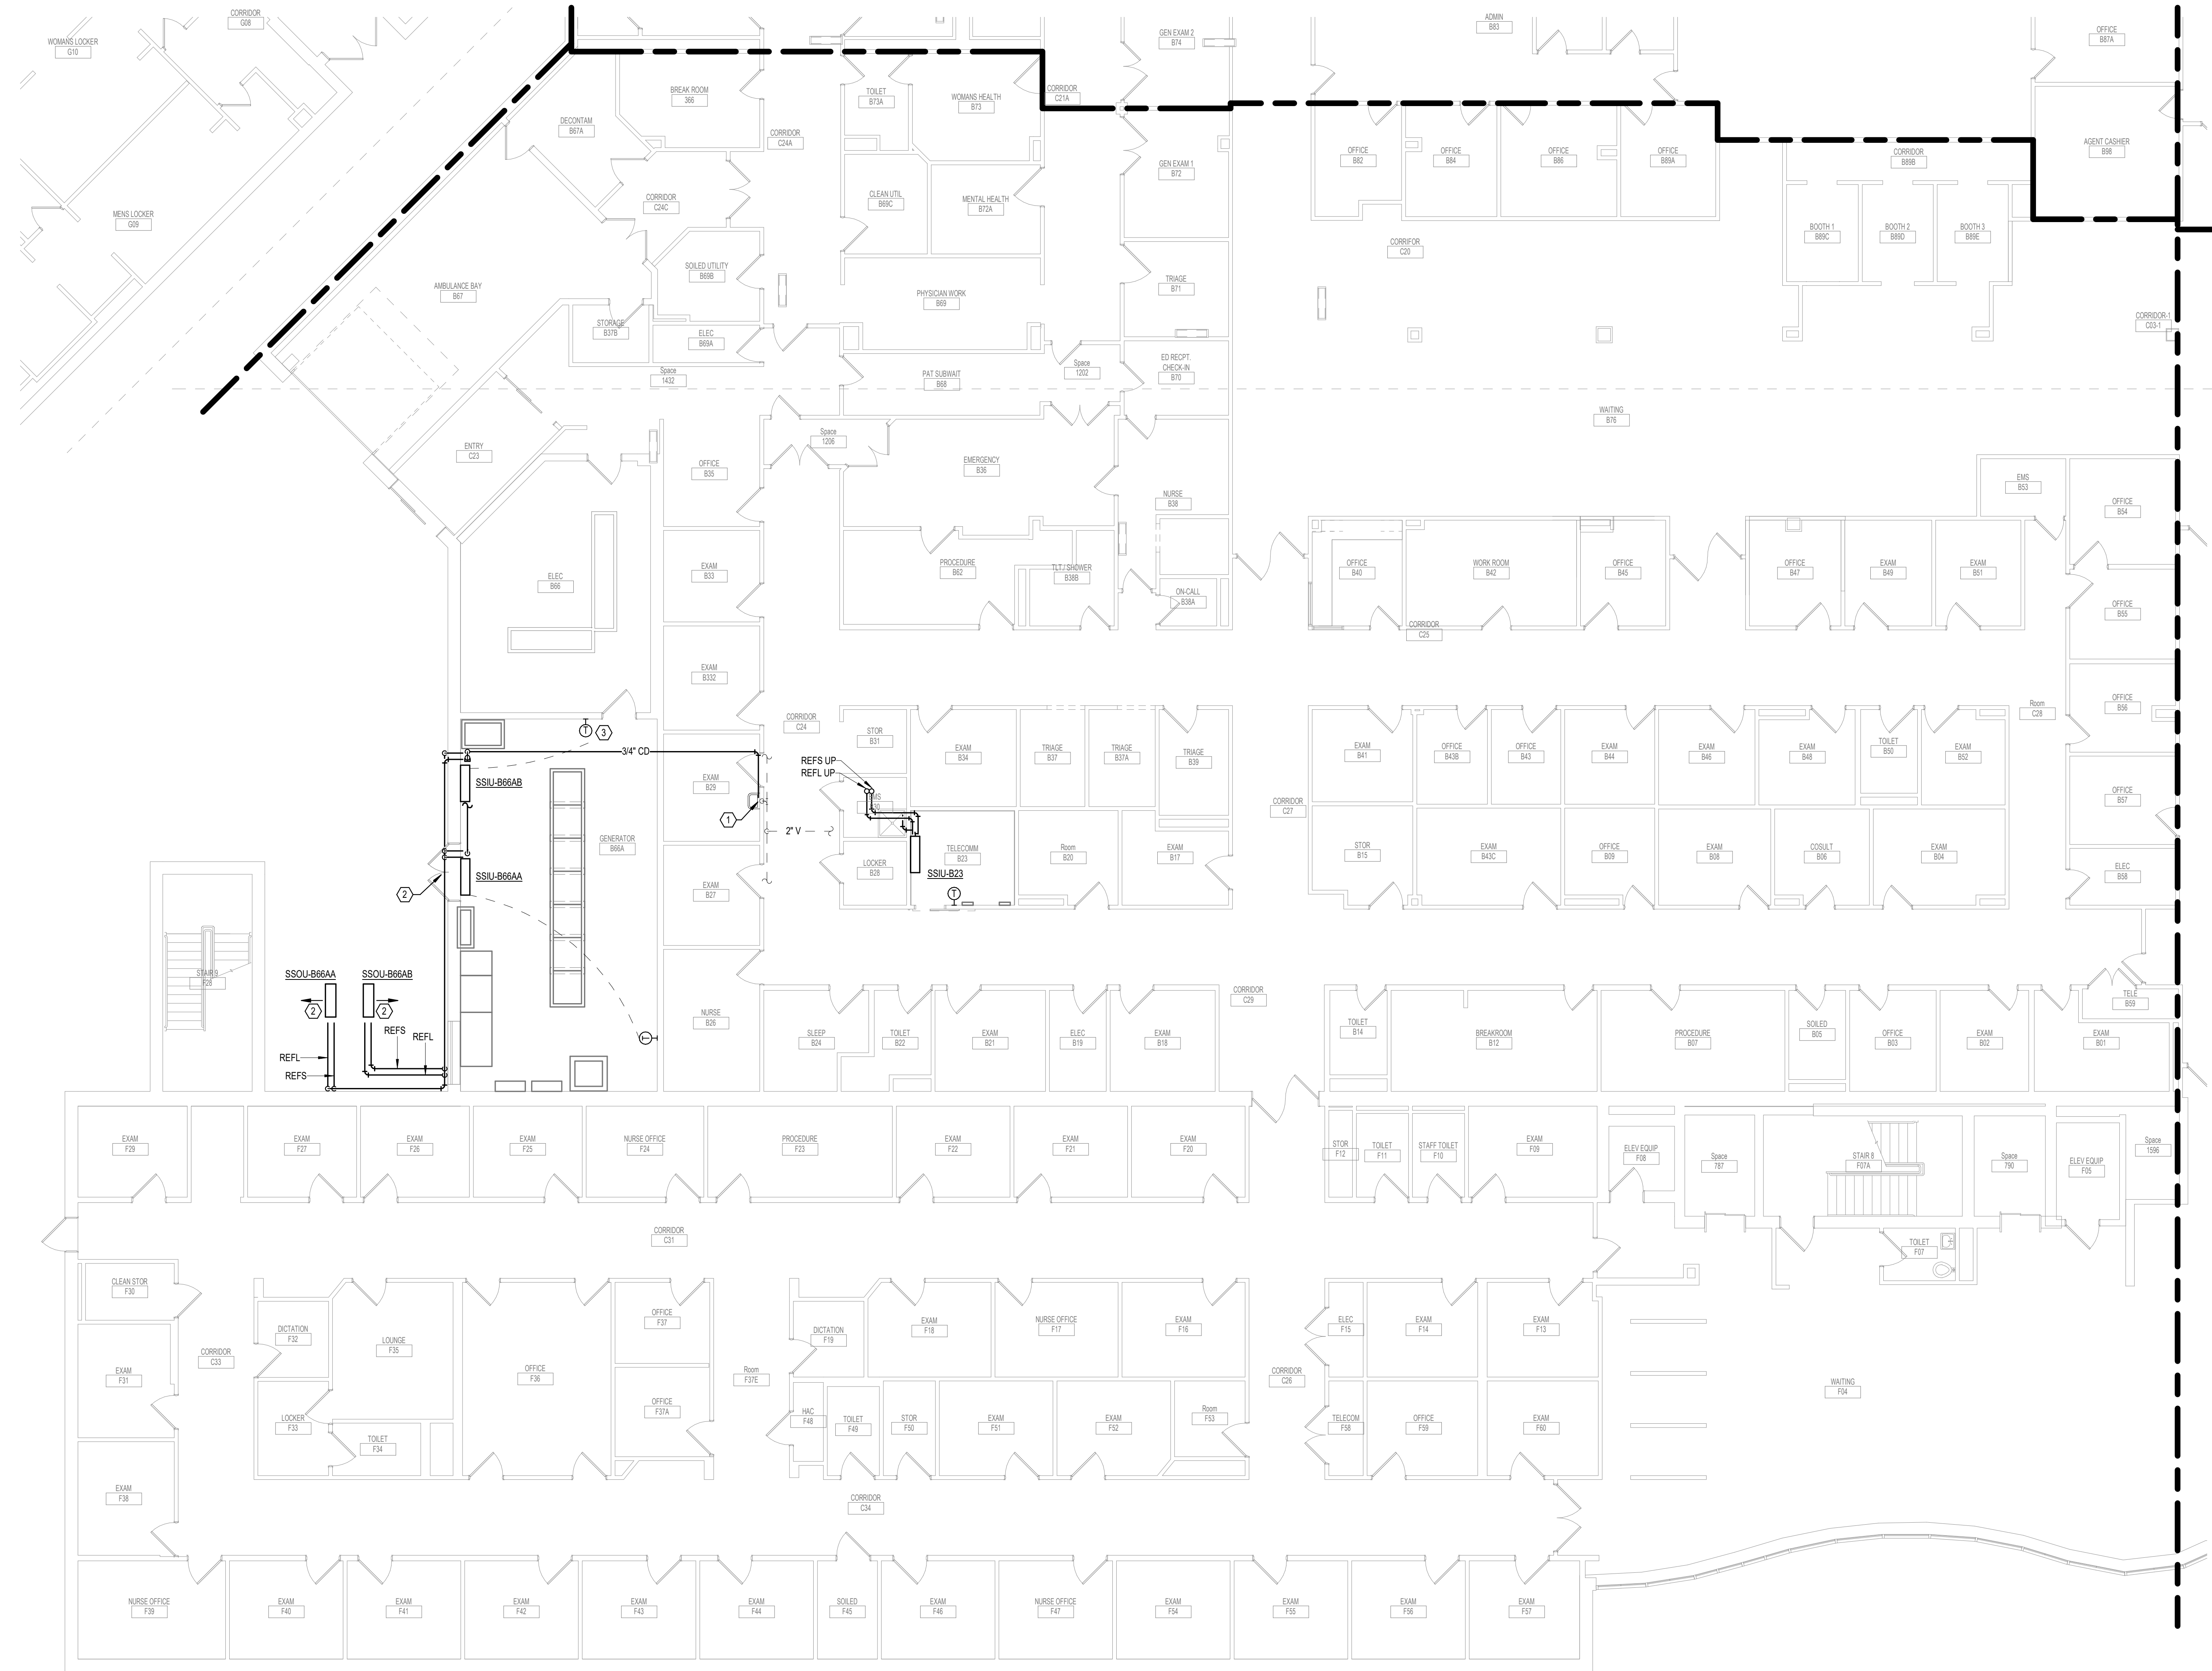 CORRIDOR
G08
WOMANS LOCKER
G10
MENS LOCKER
G09
BREAK ROOM
366
DECONTAM
B67A
CORRIDOR
C24A
TOILET
B73A
WOMANS HEALTH
B73
CORRIDOR
C21A
GEN EXAM 2
B74
ADMIN
B83
OFFICE
B87A
AGENT CASHIER
B98
OFFICE
B82
OFFICE
B84
OFFICE
B86
OFFICE
B89A
CORRIDOR
B89B
GEN EXAM 1
B72
CORRIDOR
C24C
CLEAN UTIL
B69C
MENTAL HEALTH
B72A
BOOTH 1
B89C
BOOTH 2
B89D
BOOTH 3
B89E
CORRIFOR
C20
SOILED UTILITY
B69B
AMBULANCE BAY
B67
PHYSICIAN WORK
B69
TRIAGE
B71
CORRIDOR-1
C03-1
STORAGE
B37B
ELEC
B69A
Space
1432
PAT SUBWAIT
B68
Space
1202
ED RECPT.
CHECK-IN
B70
WAITING
B76
ENTRY
C23
Space
1206
OFFICE
B35
EMERGENCY
B36
NURSE
B38
EMS
B53
OFFICE
B54
ELEC
B66
EXAM
B33
PROCEDURE
B62
TLT./ SHOWER
B38B
ON-CALL
B38A
OFFICE
B40
WORK ROOM
B42
OFFICE
B45
OFFICE
B47
EXAM
B49
EXAM
B51
OFFICE
B55
CORRIDOR
C25
EXAM
B332
OFFICE
B56
Room
C28
CORRIDOR
C24
STOR
B31
EXAM
B34
TRIAGE
B37
TRIAGE
B37A
TRIAGE
B39
EXAM
B41
OFFICE
B43B
OFFICE
B43
EXAM
B44
EXAM
B46
EXAM
B48
TOILET
B50
EXAM
B52
T
3
3/4" CD
REFS UP
REFL UP
SSIU-B66AB
EXAM
B29
EMS
B30
1
2" V
CORRIDOR
C27
OFFICE
B57
GENERATOR
B66A
LOCKER
B28
TELECOMM
B23
SSIU-B23
T
Room
B20
EXAM
B17
STOR
B15
EXAM
B43C
OFFICE
B09
EXAM
B08
COSULT
B06
EXAM
B04
ELEC
B58
SSIU-B66AA
2
EXAM
B27
STAIR 9
F28
SSOU-B66AA
SSOU-B66AB
2
2
REFS
REFL
REFL
REFS
T
NURSE
B26
SLEEP
B24
TOILET
B22
EXAM
B21
ELEC
B19
EXAM
B18
CORRIDOR
C29
TOILET
B14
BREAKROOM
B12
PROCEDURE
B07
SOILED
B05
OFFICE
B03
EXAM
B02
EXAM
B01
TELE
B59
EXAM
F29
EXAM
F27
EXAM
F26
EXAM
F25
NURSE OFFICE
F24
PROCEDURE
F23
EXAM
F22
EXAM
F21
EXAM
F20
STOR
F12
TOILET
F11
STAFF TOILET
F10
EXAM
F09
ELEV EQUIP
F08
Space
787
STAIR 8
F07A
Space
790
ELEV EQUIP
F05
Space
1596
CORRIDOR
C31
TOILET
F07
CLEAN STOR
F30
DICTATION
F32
LOUNGE
F35
OFFICE
F37
DICTATION
F19
EXAM
F18
NURSE OFFICE
F17
EXAM
F16
ELEC
F15
EXAM
F14
EXAM
F13
CORRIDOR
C33
EXAM
F31
OFFICE
F36
Room
F37E
CORRIDOR
C26
WAITING
F04
OFFICE
F37A
LOCKER
F33
TOILET
F34
HAC
F48
TOILET
F49
STOR
F50
EXAM
F51
EXAM
F52
Room
F53
TELECOM
F58
OFFICE
F59
EXAM
F60
EXAM
F38
CORRIDOR
C34
NURSE OFFICE
F39
EXAM
F40
EXAM
F41
EXAM
F42
EXAM
F43
EXAM
F44
SOILED
F45
EXAM
F46
NURSE OFFICE
F47
EXAM
F54
EXAM
F55
EXAM
F56
EXAM
F57